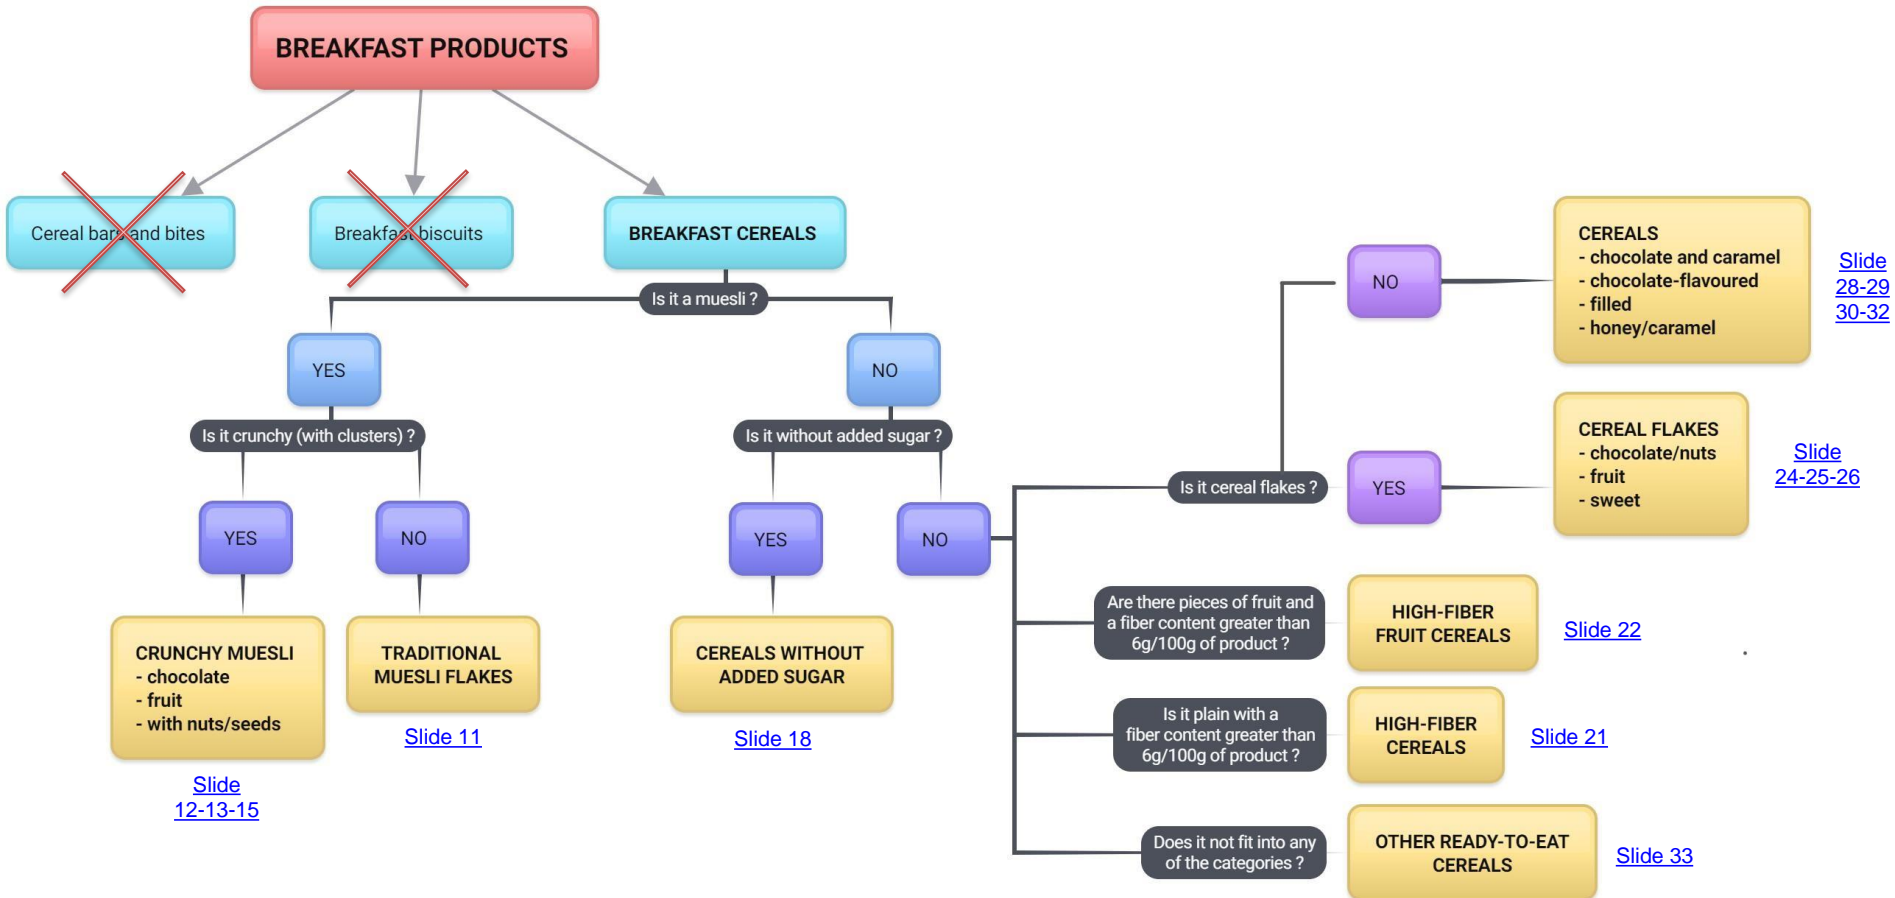 BREAKFAST PRODUCTS
Cereal bars and bites
Breakfast biscuits
BREAKFAST CEREALS
Is it a muesli ?
YES
NO
Is it crunchy (with clusters) ?
Is it without added sugar ?
YES
NO
YES
NO
CRUNCHY MUESLI
- chocolate
- fruit
- with nuts/seeds
Slide
12-13-15
TRADITIONAL
MUESLI FLAKES
Slide 11
CEREALS WITHOUT
ADDED SUGAR
Slide 18
Is it cereal flakes ?
NO
CEREALS
- chocolate and caramel
- chocolate-flavoured
- filled
- honey/caramel
Slide
28-29
30-32
YES
CEREAL FLAKES
- chocolate/nuts
- fruit
- sweet
Slide
24-25-26
Are there pieces of fruit and
a fiber content greater than
6g/100g of product ?
HIGH-FIBER
FRUIT CEREALS
Slide 22
Is it plain with a
fiber content greater than
6g/100g of product ?
HIGH-FIBER
CEREALS
Slide 21
Does it not fit into any
of the categories ?
OTHER READY-TO-EAT
CEREALS
Slide 33